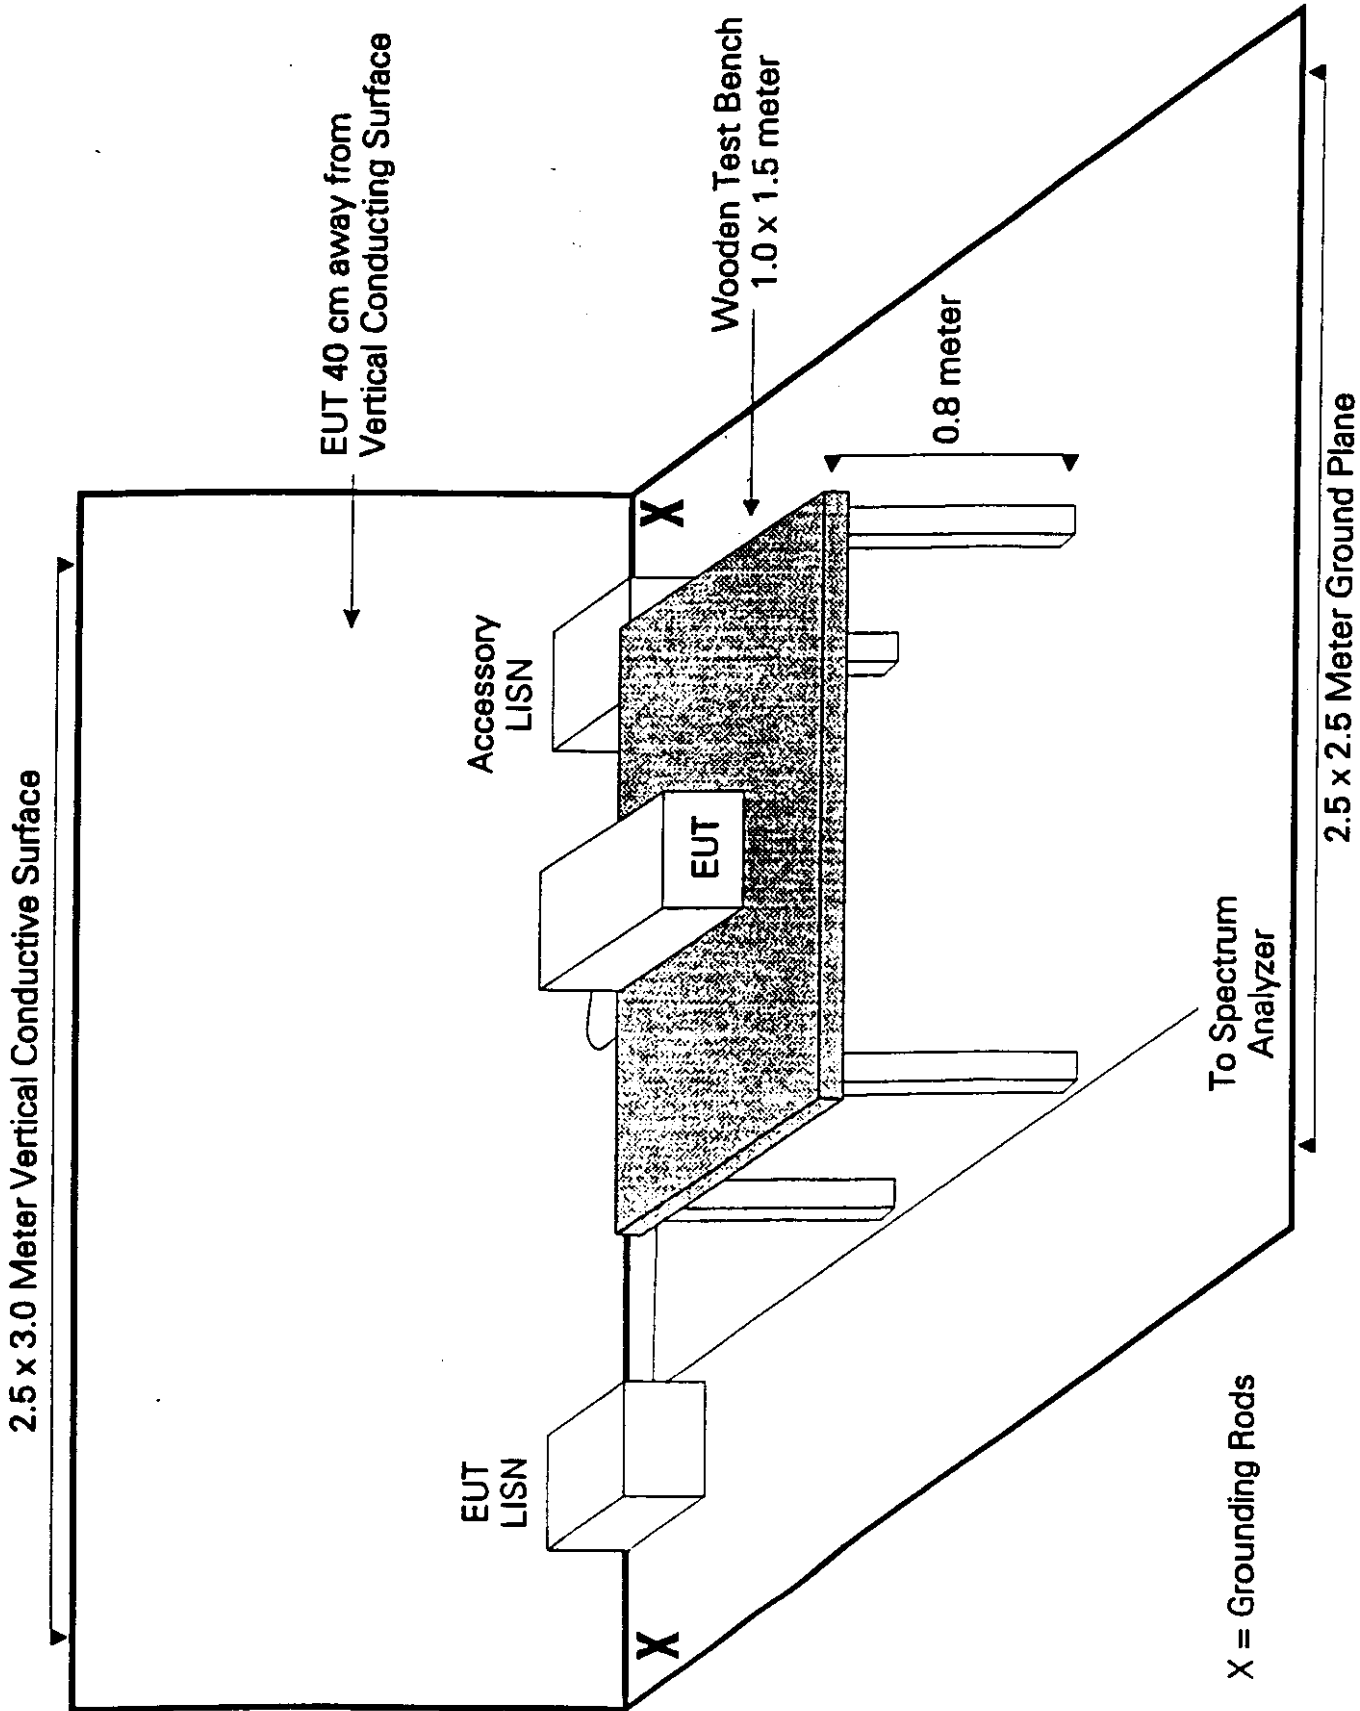 2.5 x 3.0 Meter Vertical Conductive Surface
EUT 40 cm away from
Vertical Conducting Surface
Accessory
LISN
EUT
LISN
X
X
EUT
Wooden Test Bench
1.0 x 1.5 meter
0.8 meter
To Spectrum
Analyzer
X = Grounding Rods
2.5 x 2.5 Meter Ground Plane